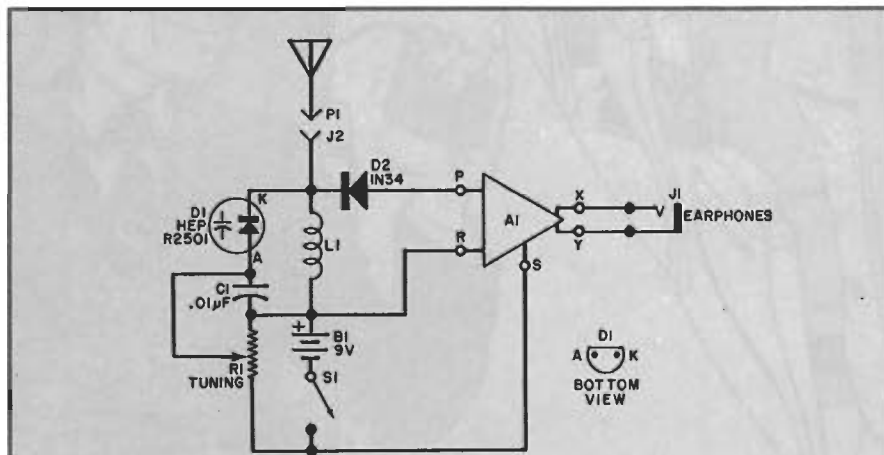 P1
J2
D2
1N34
P
X
J1
K
D1
HEP
R2501
L1
A1
V
EARPHONES
R
Y
A
S
C1
.01µF
+
B1
9V
D1
R1
TUNING
S1
A
K
BOTTOM
VIEW